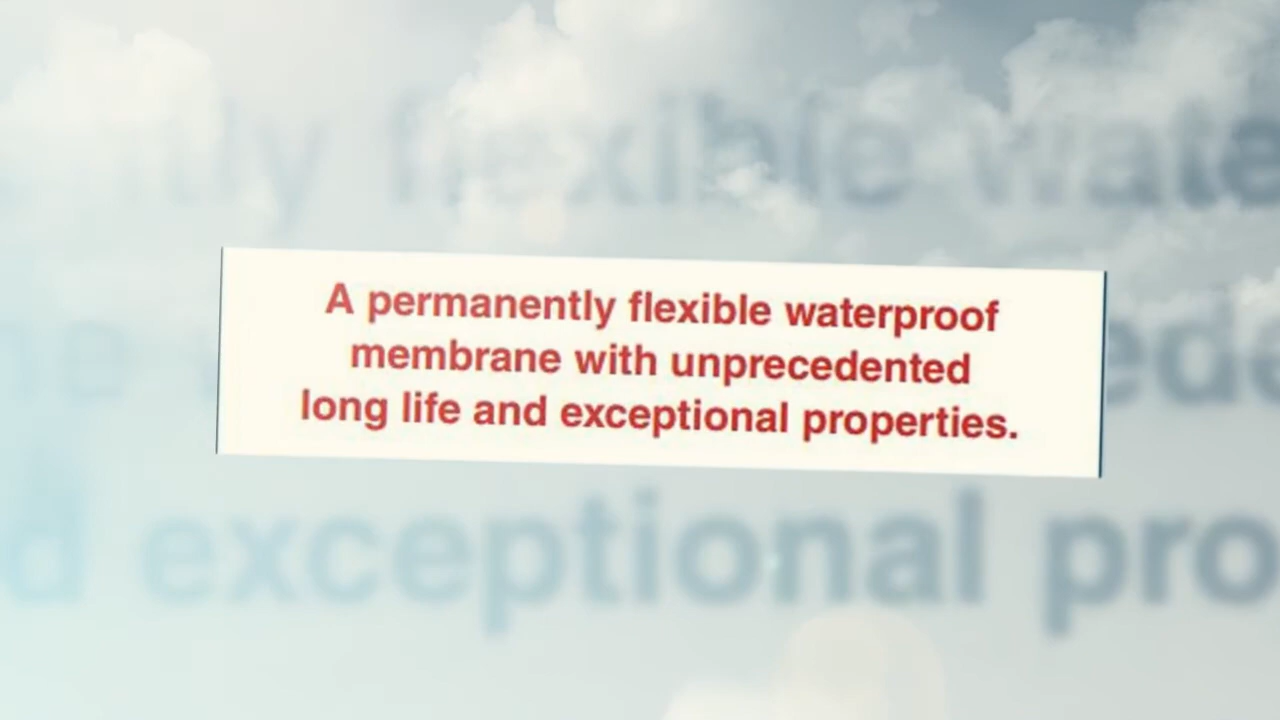 A permanently flexible waterproof
membrane with unprecedented
long life and exceptional properties.